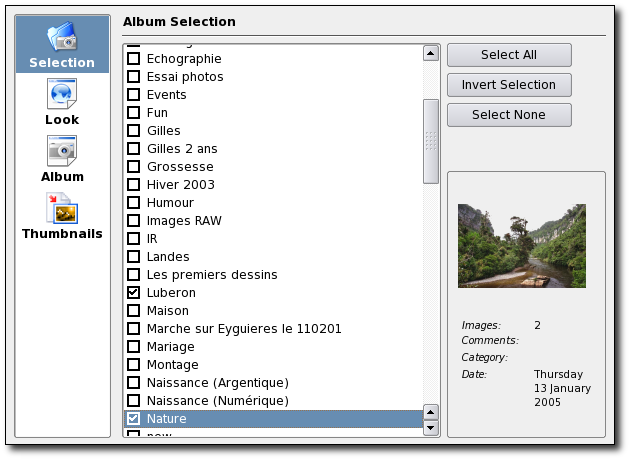 Album Selection
Selection
Look
Album
Thumbnails
Echographie
Essai photos
Events
Fun
Gilles
Gilles 2 ans
Grossesse
Hiver 2003
Humour
Images RAW
IR
Landes
Les premiers dessins
Luberon
Maison
Marche sur Eyguieres le 110201
Mariage
Montage
Naissance (Argentique)
Naissance (Numérique)
Nature
Select All
Invert Selection
Select None
Images: 2
Comments:
Category:
Date: Thursday
13 January
2005